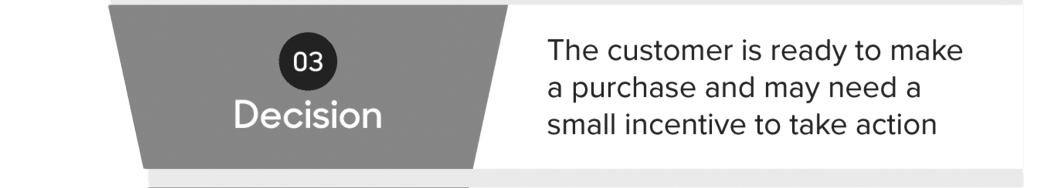 03
Decision
The customer is ready to make
a purchase and may need a
small incentive to take action